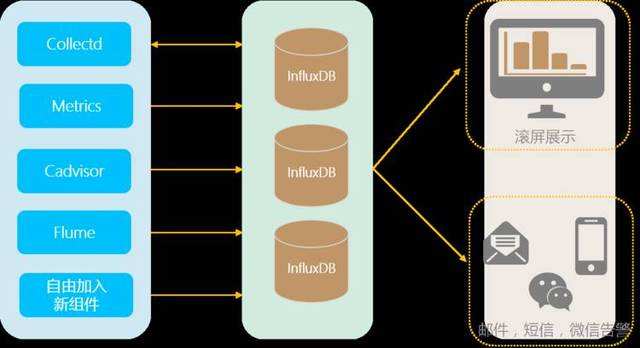 Collectd
Metrics
Cadvisor
Flume
自由加入
新组件
InfluxDB
InfluxDB
InfluxDB
滚屏展示
邮件，短信，微信告警